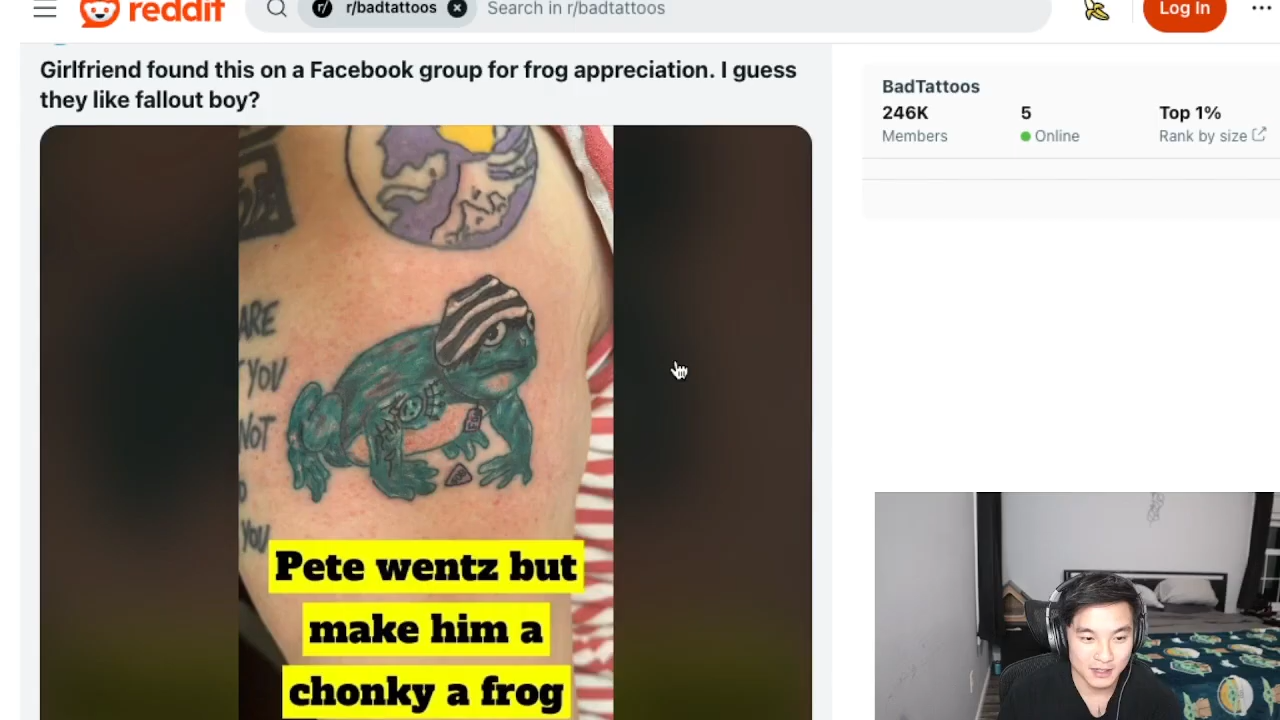 reddit
r/badtattoos
Search in r/badtattoos
Log In
Girlfriend found this on a Facebook group for frog appreciation. I guess
they like fallout boy?
BadTattoos
246K
Members
5
Online
Top 1%
Rank by size
ARE
YOU
NOT
YOU
Pete wentz but
make him a
chonky a frog